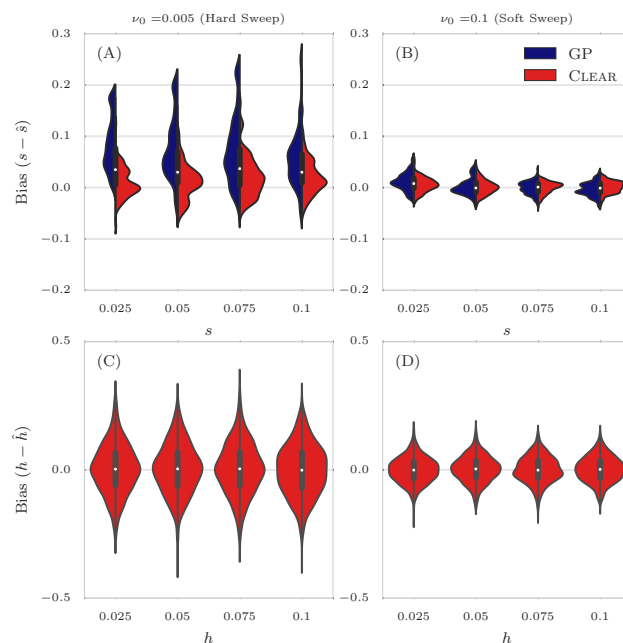 ν0 =0.005 (Hard Sweep)
ν0 =0.1 (Soft Sweep)
(A)
0.3
0.2
0.1
0.0
−0.1
−0.2
Bias (s − ŝ)
0.025 0.05 0.075 0.1
s
(B)
GP
CLEAR
0.3
0.2
0.1
0.0
−0.1
−0.2
0.025 0.05 0.075 0.1
s
(C)
0.5
0.0
−0.5
Bias (h − ĥ)
0.025 0.05 0.075 0.1
h
(D)
0.5
0.0
−0.5
0.025 0.05 0.075 0.1
h